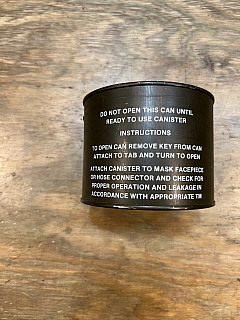 DO NOT OPEN THIS CAN UNTIL
READY TO USE CANISTER
INSTRUCTIONS
TO OPEN CAN REMOVE KEY FROM CAN
ATTACH TO TAB AND TURN TO OPEN
ATTACH CANISTER TO MASK FACEPIECE
OR HOSE CONNECTOR AND CHECK FOR
PROPER OPERATION AND LEAKAGE IN
ACCORDANCE WITH APPROPRIATE TM